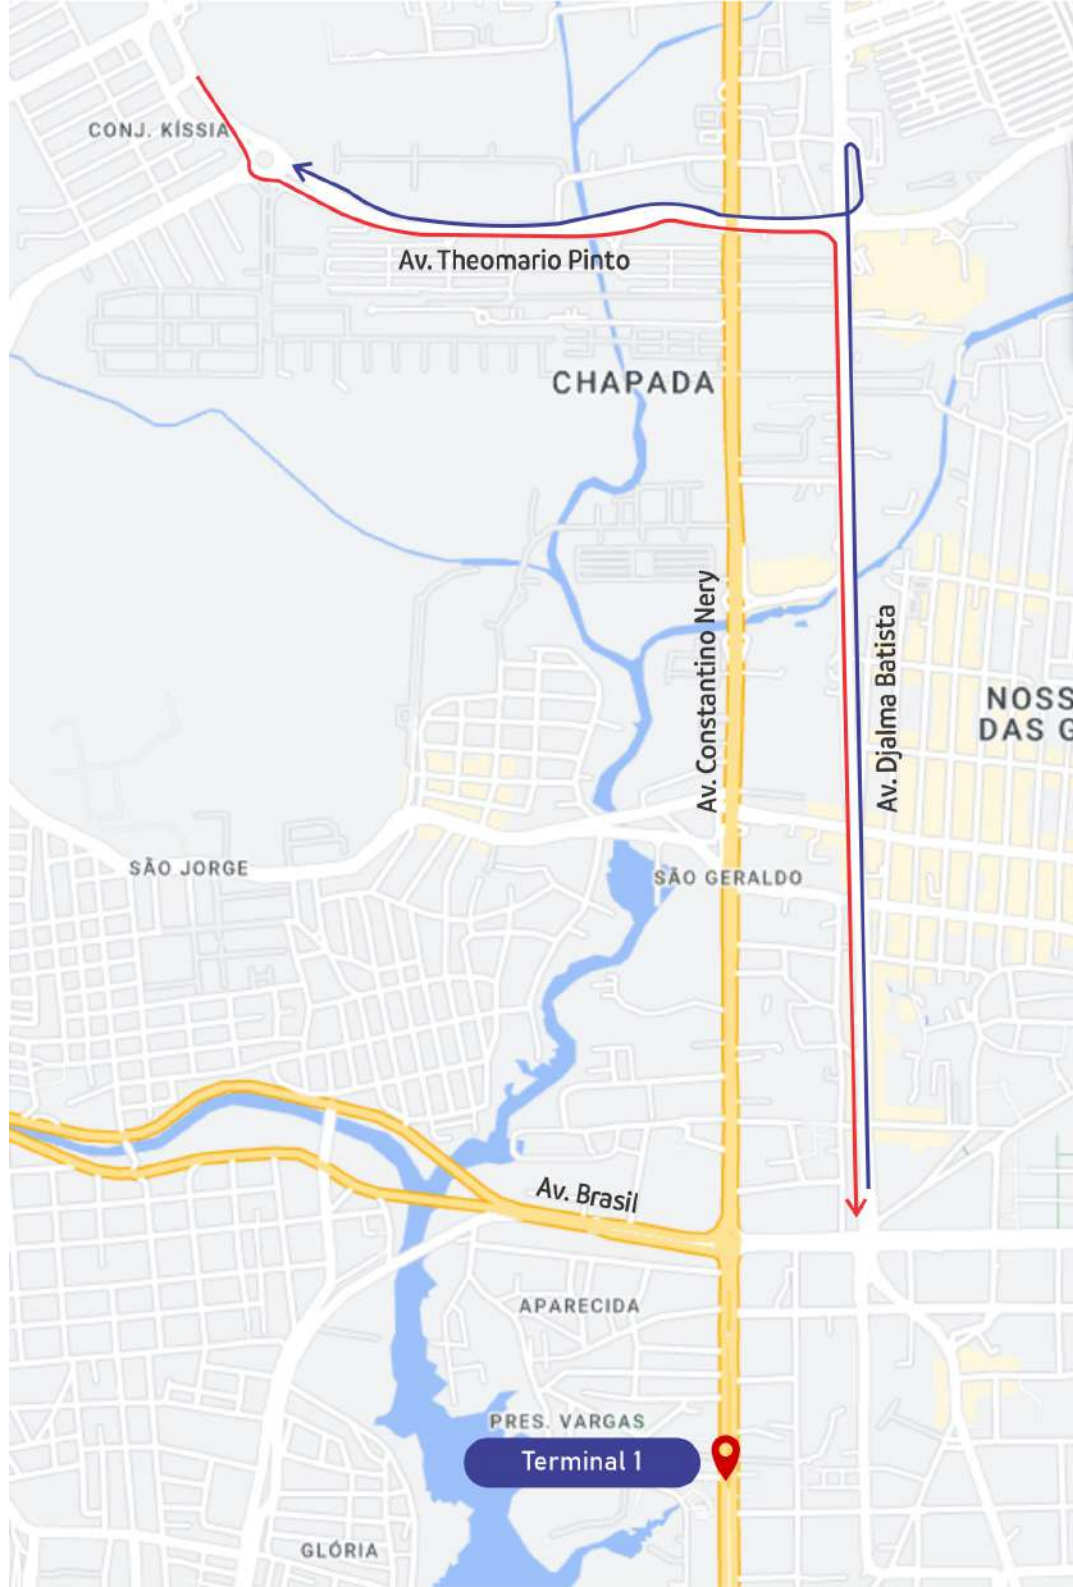 CONJ. KÍSSIA
Av. Theomario Pinto
CHAPADA
Av. Constantino Nery
Av. Djalma Batista
NOSS
DAS G
SÃO JORGE
SÃO GERALDO
Av. Brasil
APARECIDA
PRES. VARGAS
Terminal 1
GLÓRIA